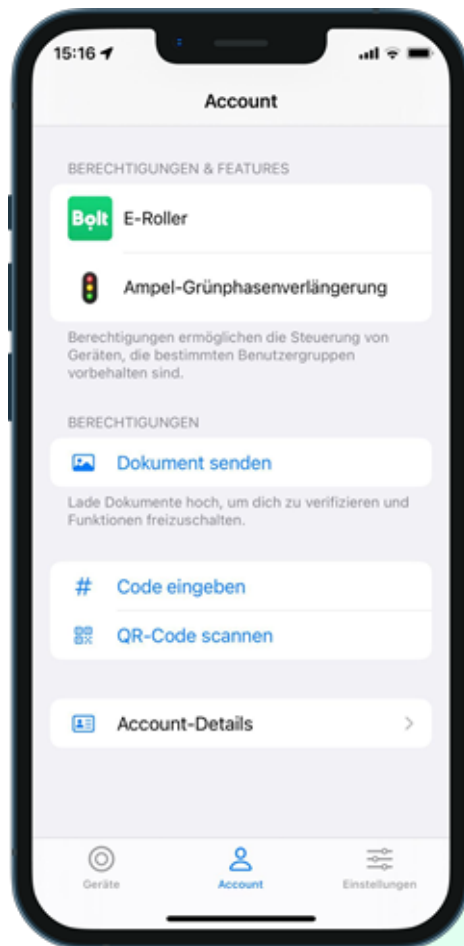 15:16
Account
BERECHTIGUNGEN & FEATURES
Bolt
E-Roller
Ampel-Grünphasenverlängerung
Berechtigungen ermöglichen die Steuerung von
Geräten, die bestimmten Benutzergruppen
vorbehalten sind.
BERECHTIGUNGEN
Dokument senden
Lade Dokumente hoch, um dich zu verifizieren und
Funktionen freizuschalten.
# Code eingeben
QR-Code scannen
Account-Details
Geräte
Account
Einstellungen